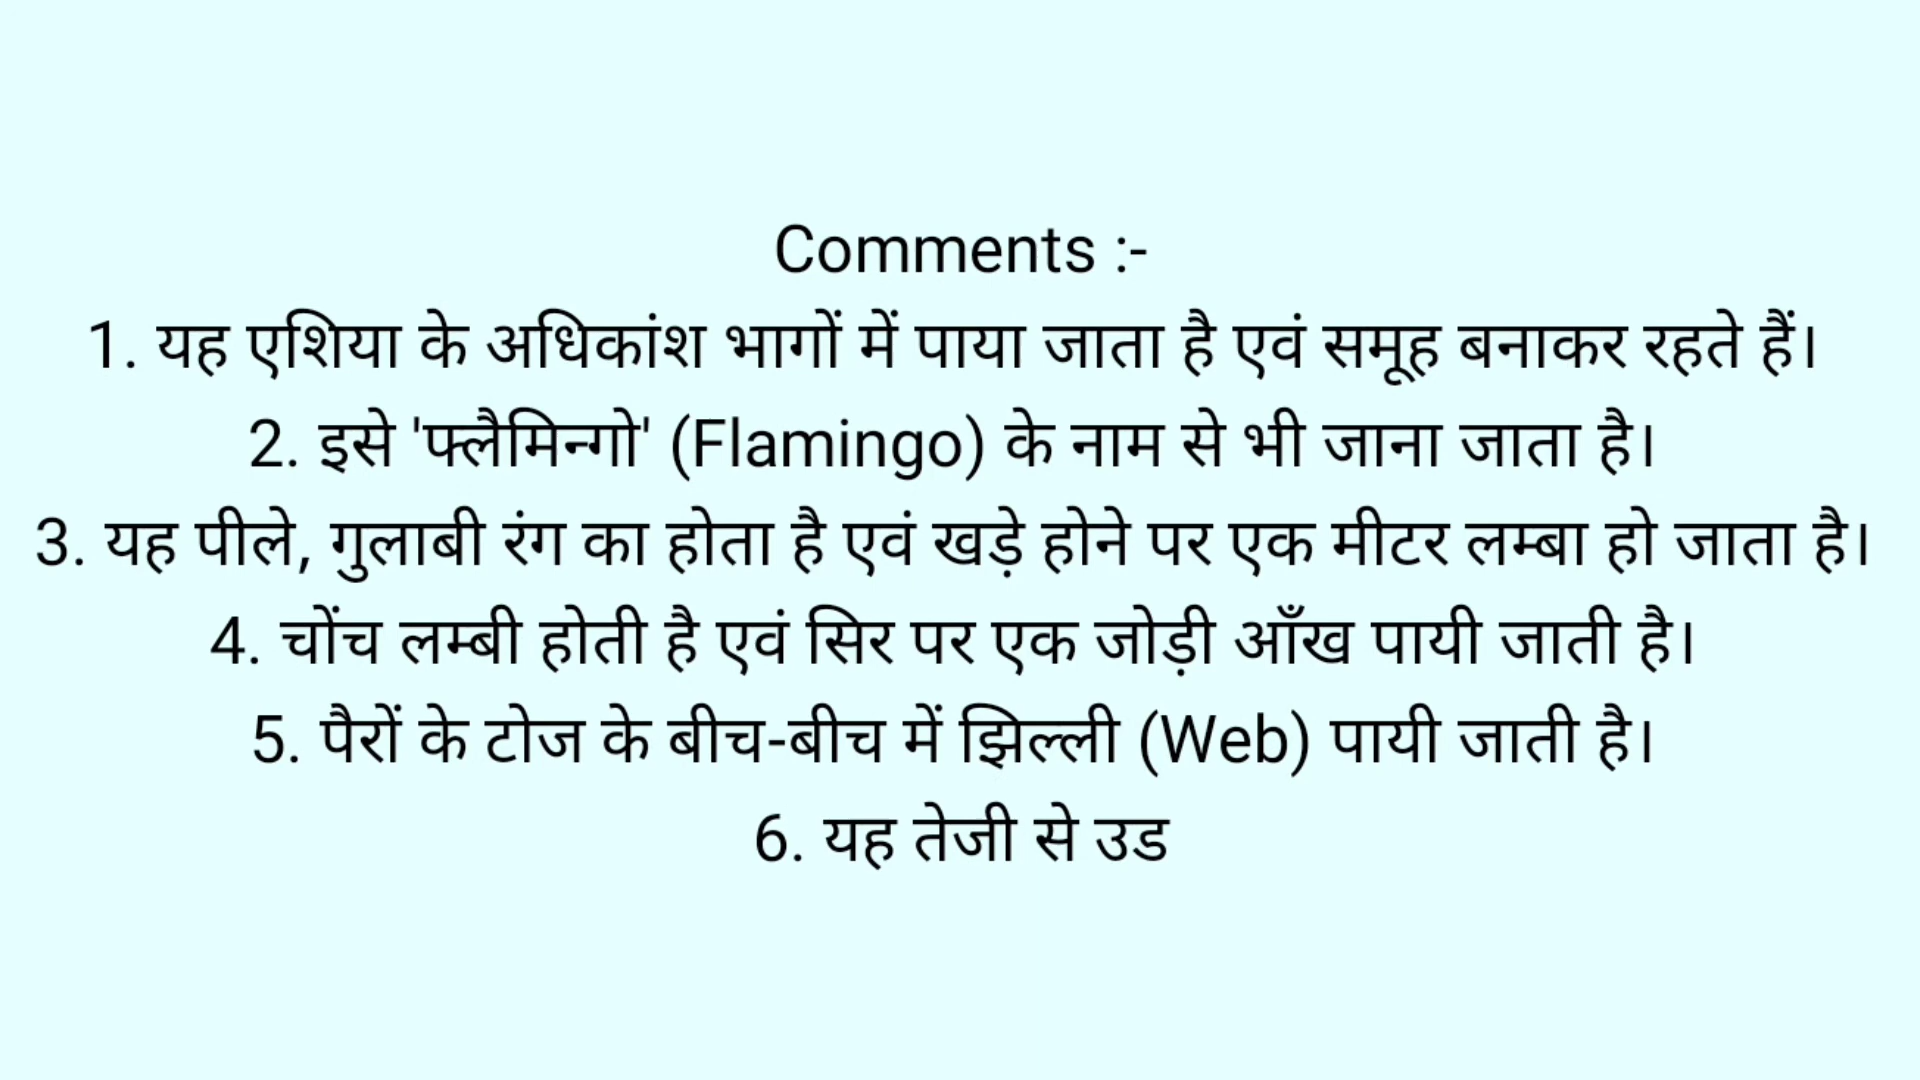 Comments :-
1. यह एशिया के अधिकांश भागों में पाया जाता है एवं समूह बनाकर रहते हैं।
2. इसे 'फ्लैमिन्गो' (Flamingo) के नाम से भी जाना जाता है।
3. यह पीले, गुलाबी रंग का होता है एवं खड़े होने पर एक मीटर लम्बा हो जाता है।
4. चोंच लम्बी होती है एवं सिर पर एक जोड़ी आँख पायी जाती है।
5. पैरों के टोज के बीच-बीच में झिल्ली (Web) पायी जाती है।
6. यह तेजी से उड